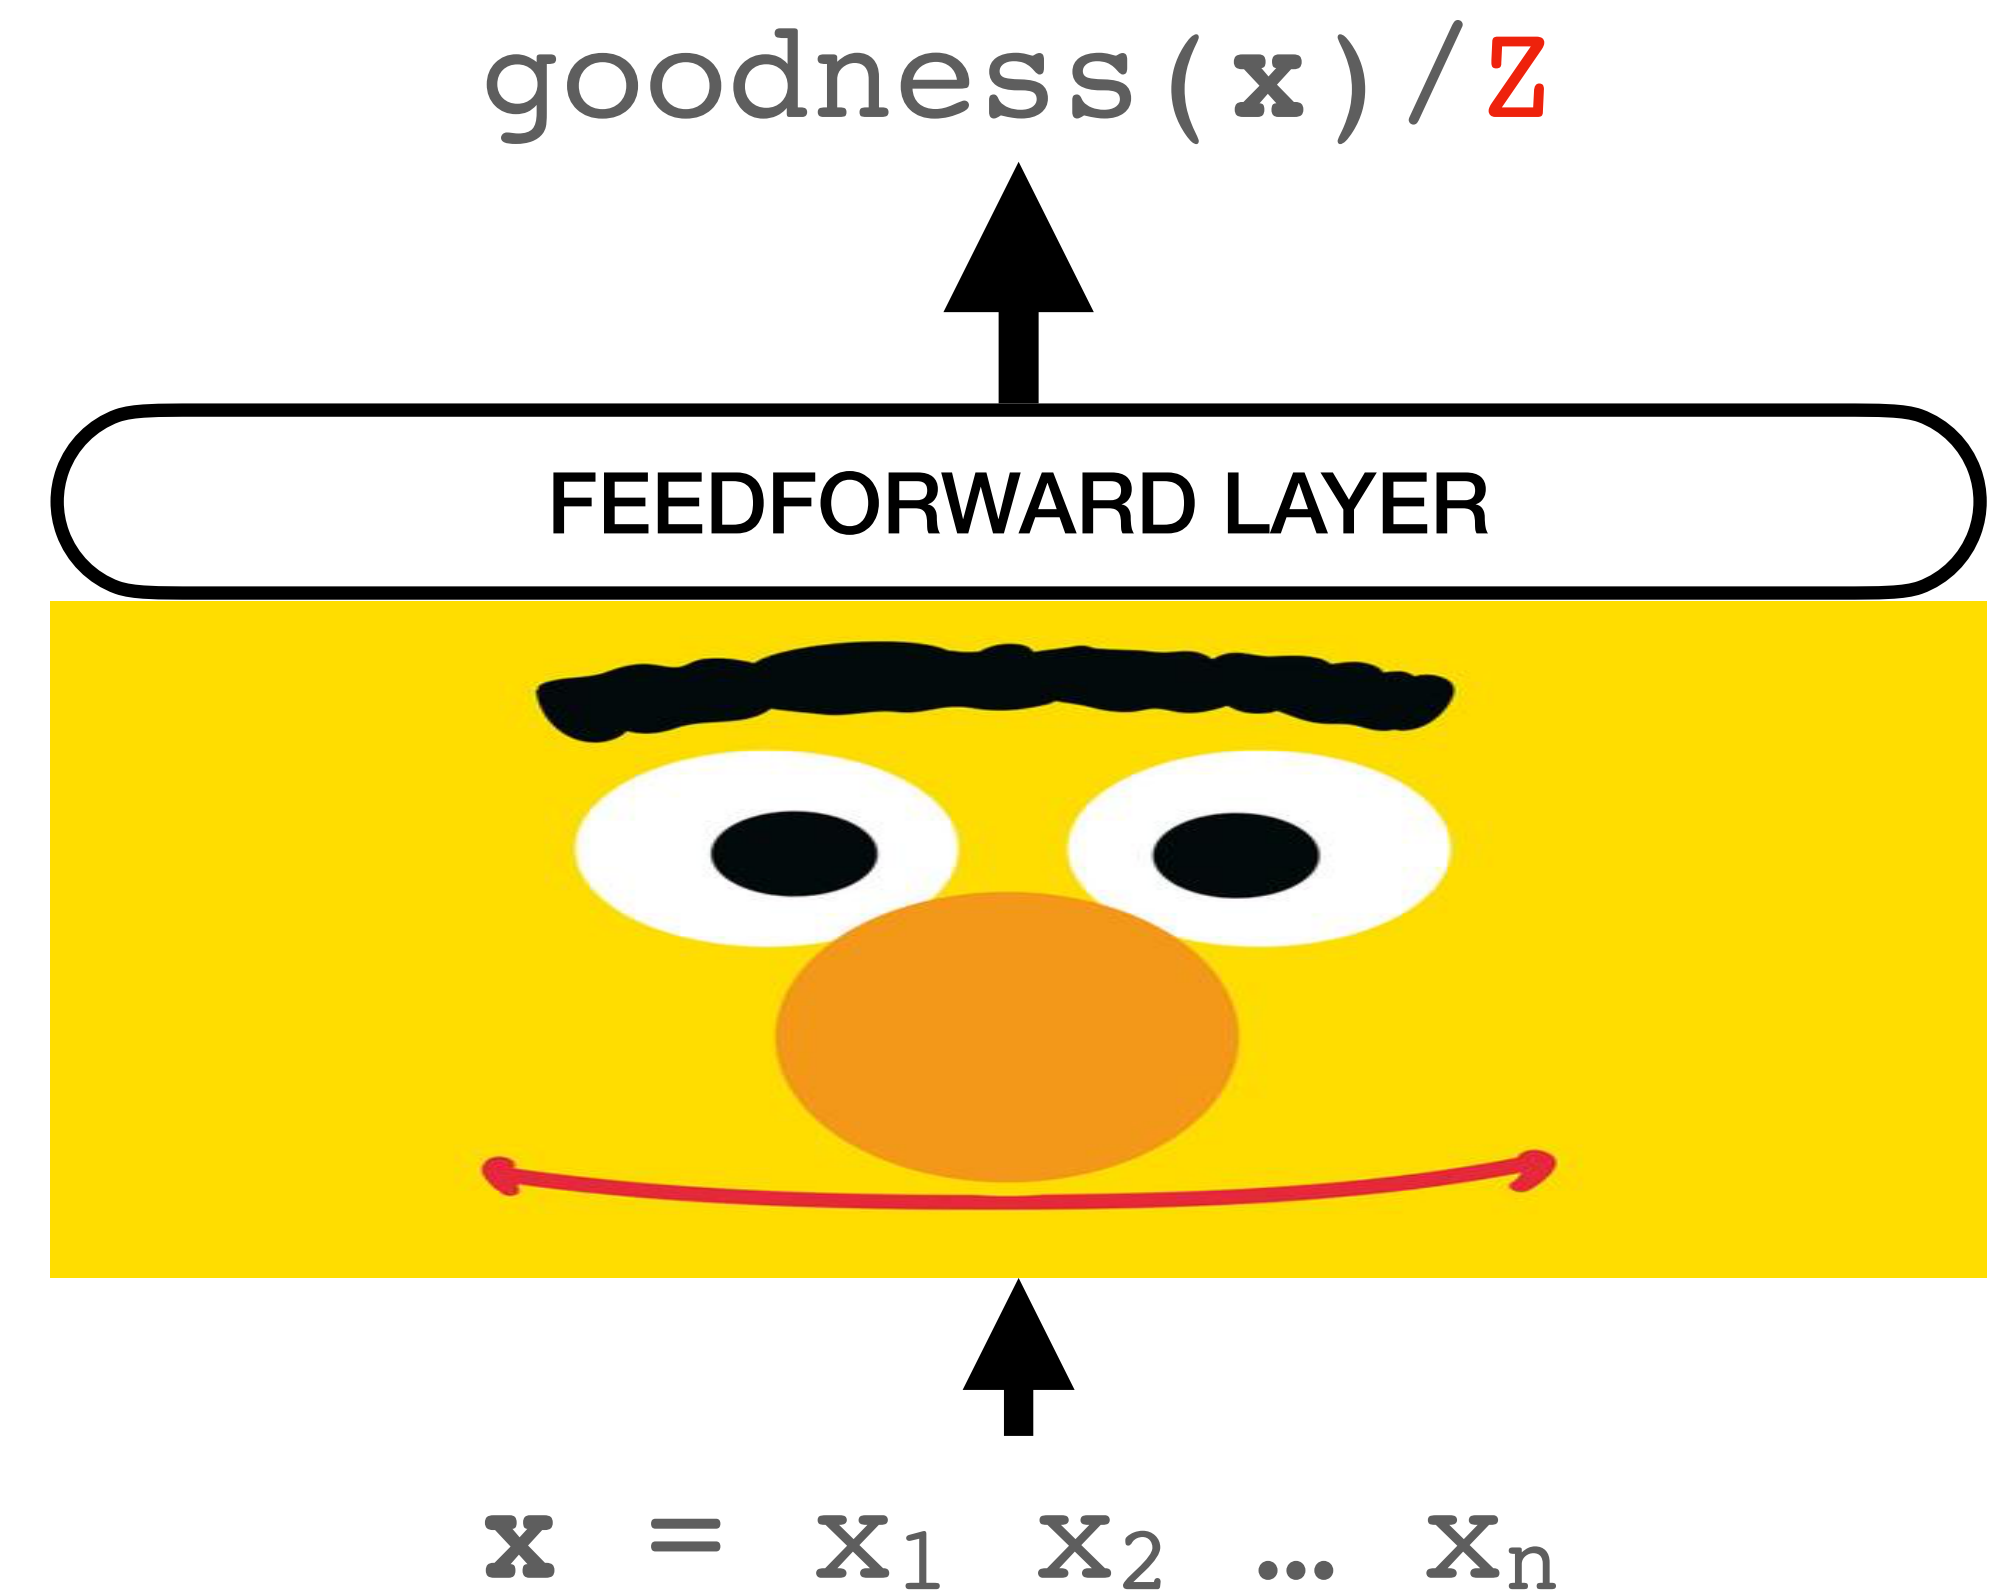 goodness(x)/Z
FEEDFORWARD LAYER
x = x₁ x₂ … xₙ